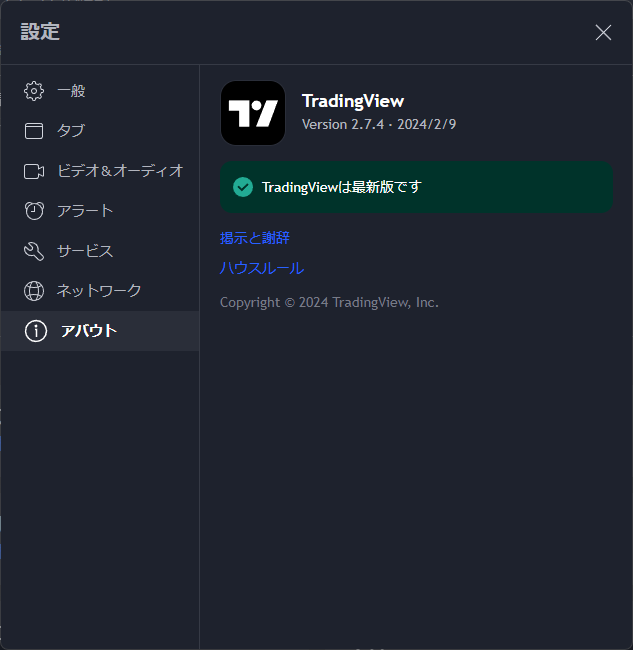 設定
一般
タブ
ビデオ＆オーディオ
アラート
サービス
ネットワーク
アバウト
TradingView
Version 2.7.4 · 2024/2/9
TradingViewは最新版です
掲示と謝辞
ハウスルール
Copyright © 2024 TradingView, Inc.